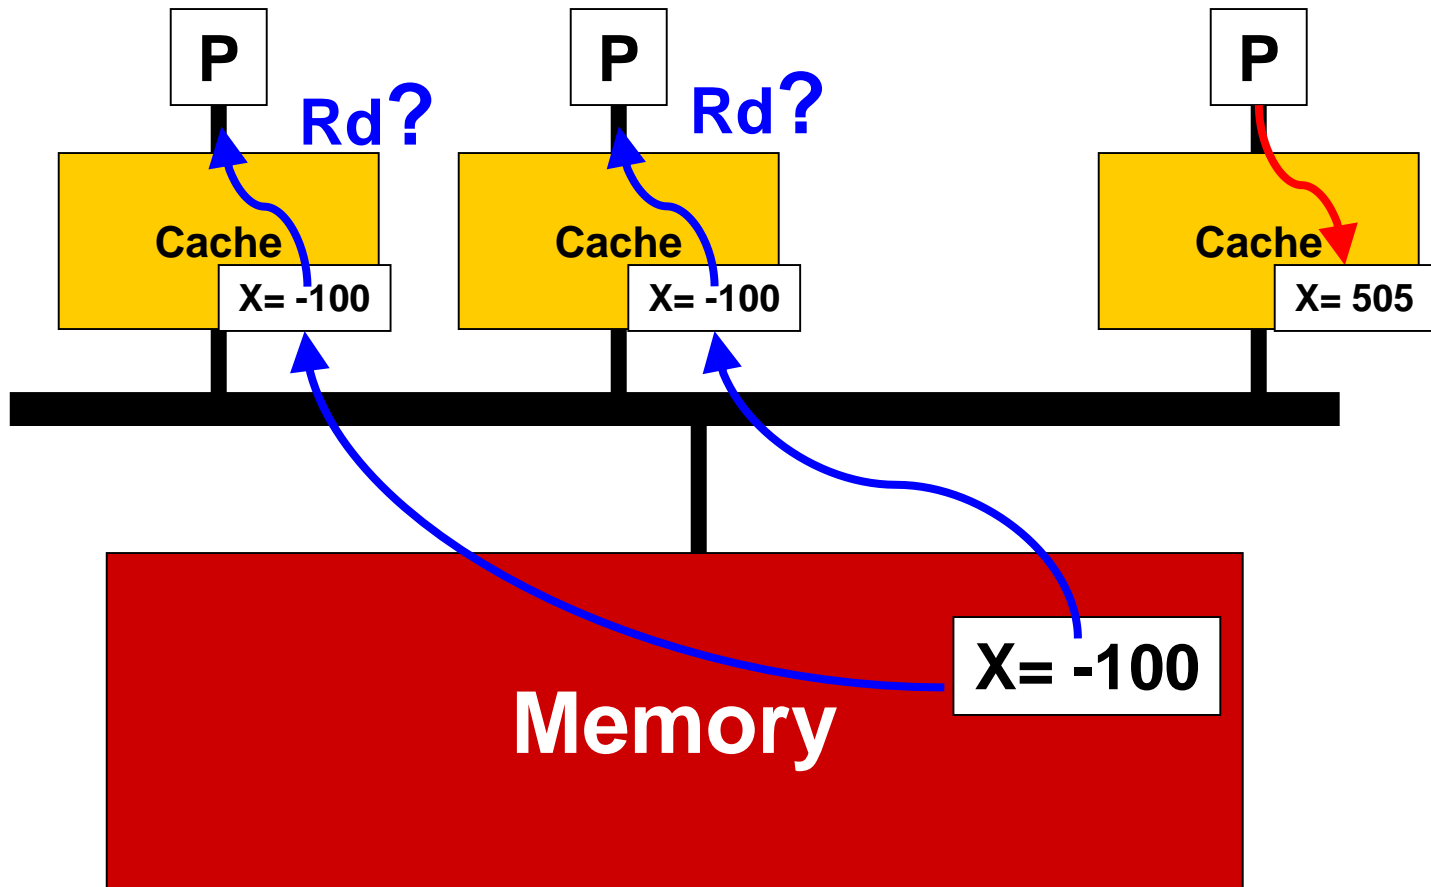 P
P
P
Rd?
Rd?
Cache
Cache
Cache
X= -100
X= -100
X= 505
X= -100
Memory